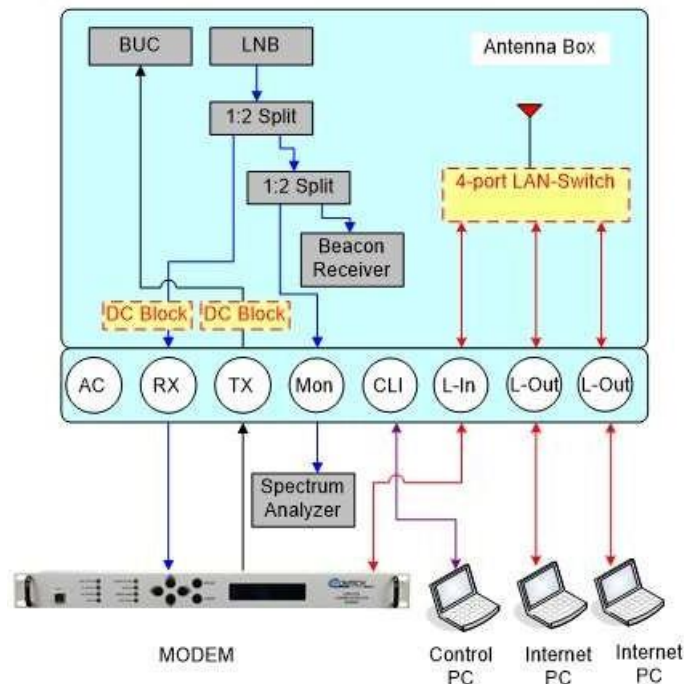 BUC
LNB
Antenna Box
1:2 Split
1:2 Split
4-port LAN-Switch
Beacon
Receiver
DC Block
DC Block
AC
RX
TX
Mon
CLI
L-In
L-Out
L-Out
Spectrum
Analyzer
MODEM
Control
PC
Internet
PC
Internet
PC